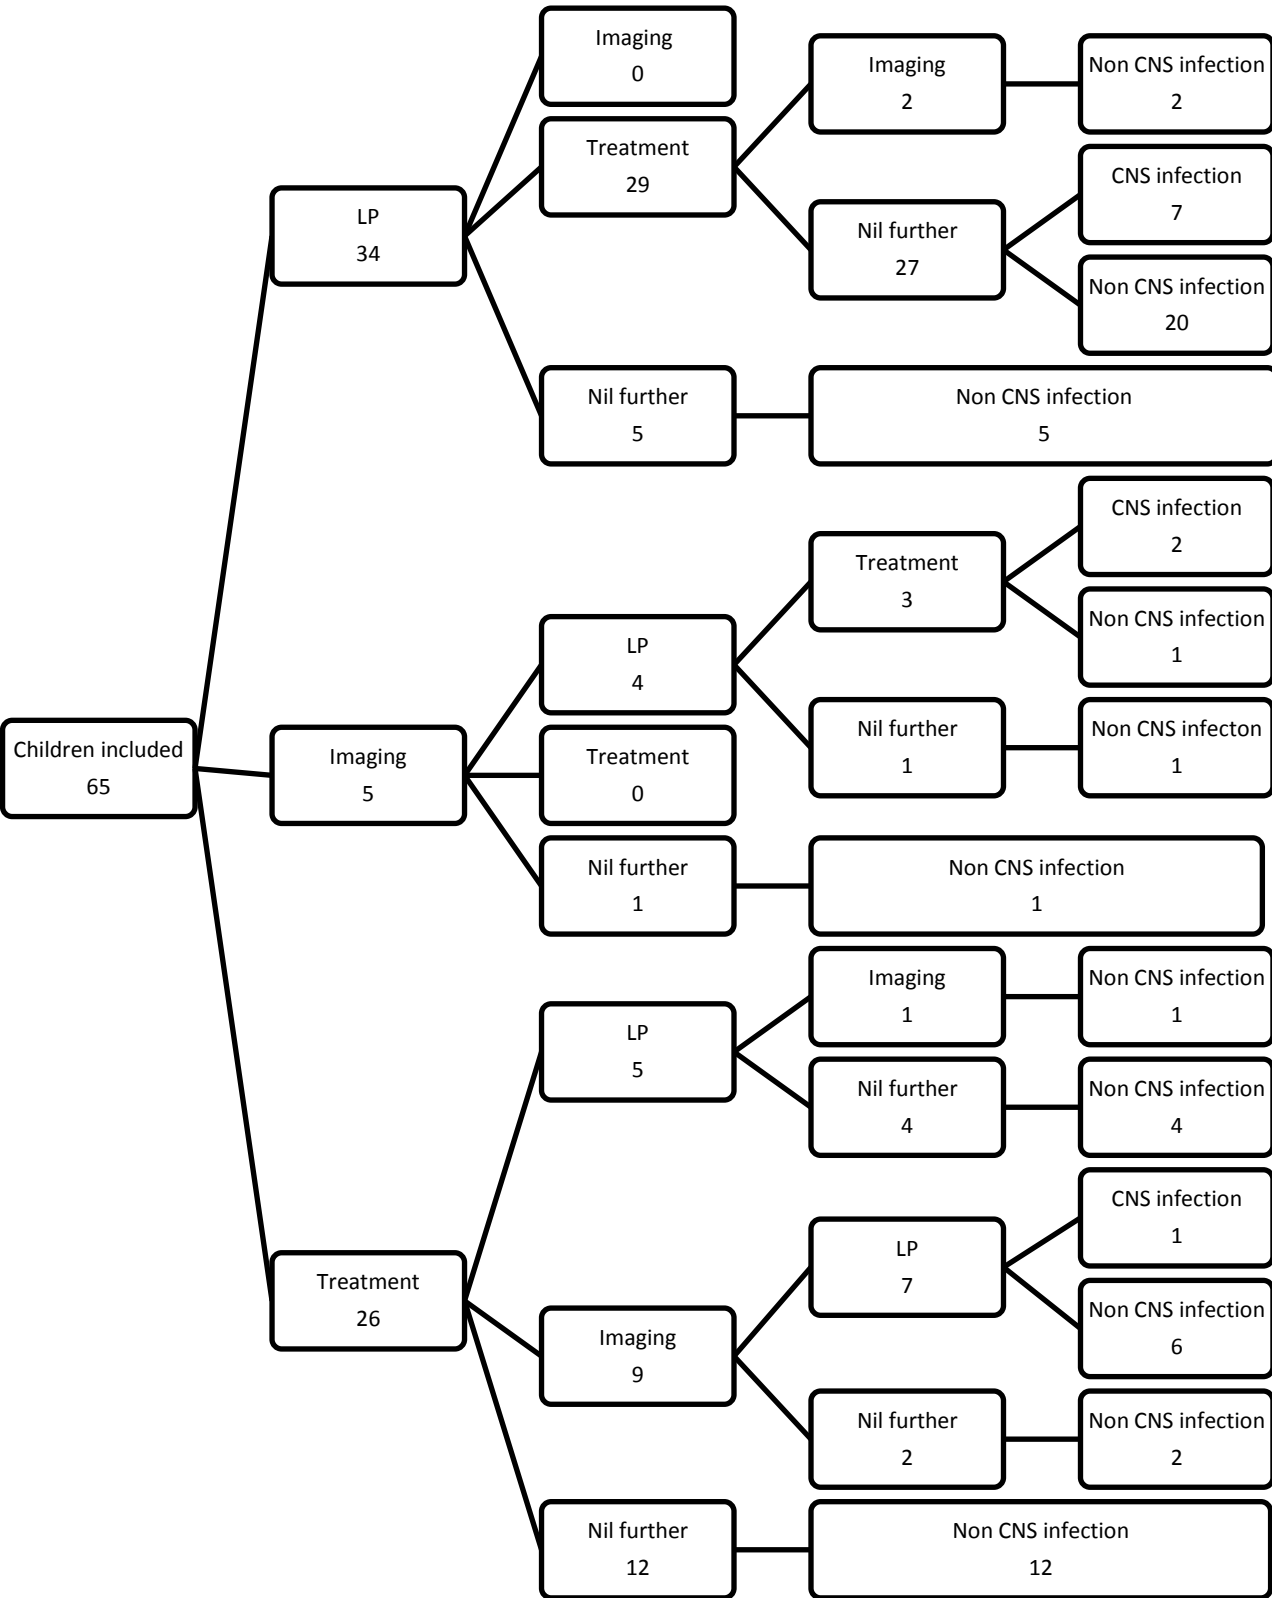 Children included
65
LP
34
Imaging
0
Treatment
29
Imaging
2
Non CNS infection
2
Nil further
27
CNS infection
7
Non CNS infection
20
Nil further
5
Non CNS infection
5
Imaging
5
LP
4
Treatment
3
CNS infection
2
Non CNS infection
1
Nil further
1
Non CNS infecton
1
Treatment
0
Nil further
1
Non CNS infection
1
Treatment
26
LP
5
Imaging
1
Non CNS infection
1
Nil further
4
Non CNS infection
4
Imaging
9
LP
7
CNS infection
1
Non CNS infection
6
Nil further
2
Non CNS infection
2
Nil further
12
Non CNS infection
12